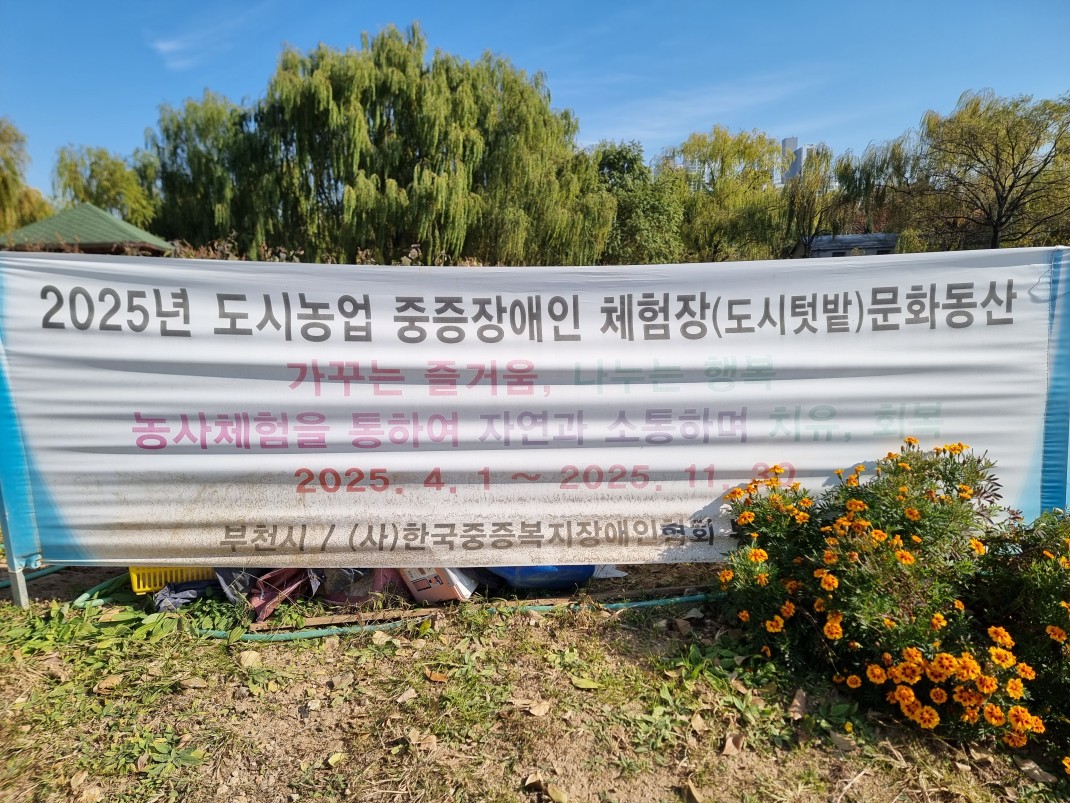 2025년 도시농업 중증장애인 체험장(도시텃밭)문화동산
가꾸는 즐거움, 나누는 행복
농사체험을 통하여 자연과 소통하며 치유, 회복
2025. 4. 1 ~ 2025. 11. 30
부천시 / (사)한국중증복지장애인협회